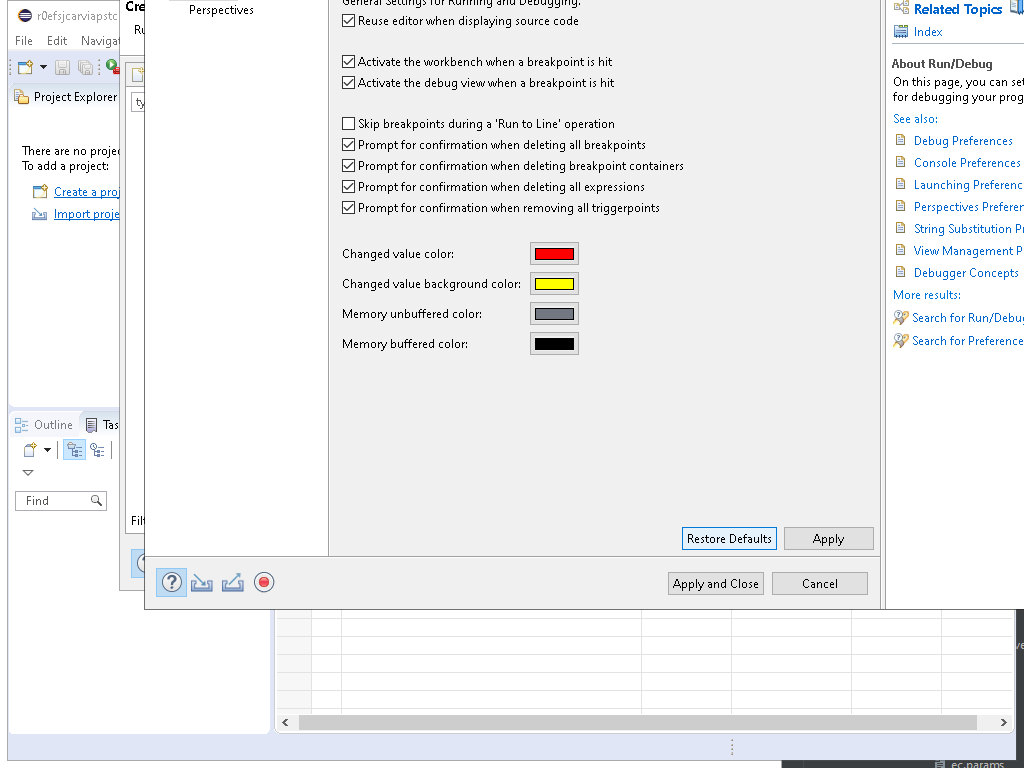 r0efsjcarviapstc
File Edit Naviga
Project Explorer
There are no proje
To add a project:
Create a proj
Import proje
Outline
Tas
Find
Cre
Ru
ty
Filt
Perspectives
General Settings for Running and Debugging.
Reuse editor when displaying source code
Activate the workbench when a breakpoint is hit
Activate the debug view when a breakpoint is hit
Skip breakpoints during a 'Run to Line' operation
Prompt for confirmation when deleting all breakpoints
Prompt for confirmation when deleting breakpoint containers
Prompt for confirmation when deleting all expressions
Prompt for confirmation when removing all triggerpoints
Changed value color:
Changed value background color:
Memory unbuffered color:
Memory buffered color:
Restore Defaults
Apply
Apply and Close
Cancel
Related Topics
Index
About Run/Debug
On this page, you can set
for debugging your prog
See also:
Debug Preferences
Console Preferences
Launching Preferenc
Perspectives Preferer
String Substitution Pr
View Management P
Debugger Concepts
More results:
Search for Run/Debug
Search for Preference
ve
ec.params